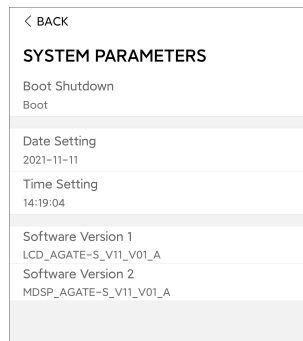 < BACK
SYSTEM PARAMETERS
Boot Shutdown
Boot
Date Setting
2021-11-11
Time Setting
14:19:04
Software Version 1
LCD_AGATE-S_V11_V01_A
Software Version 2
MDSP_AGATE-S_V11_V01_A